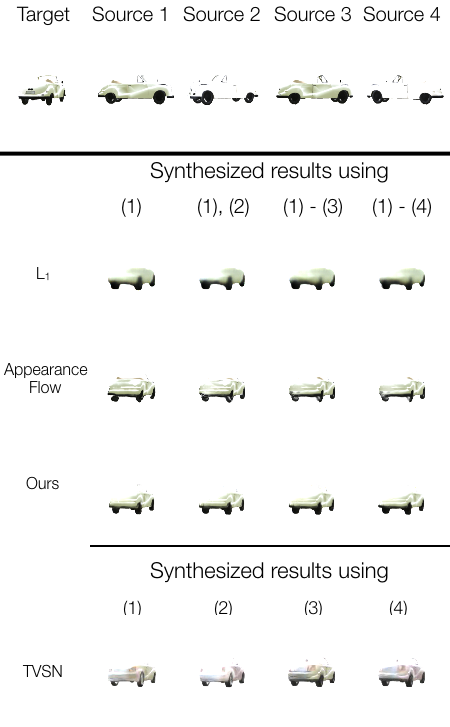 Target Source 1 Source 2 Source 3 Source 4
Synthesized results using
(1) (1), (2) (1) - (3) (1) - (4)
L₁
Appearance
Flow
Ours
Synthesized results using
(1) (2) (3) (4)
TVSN